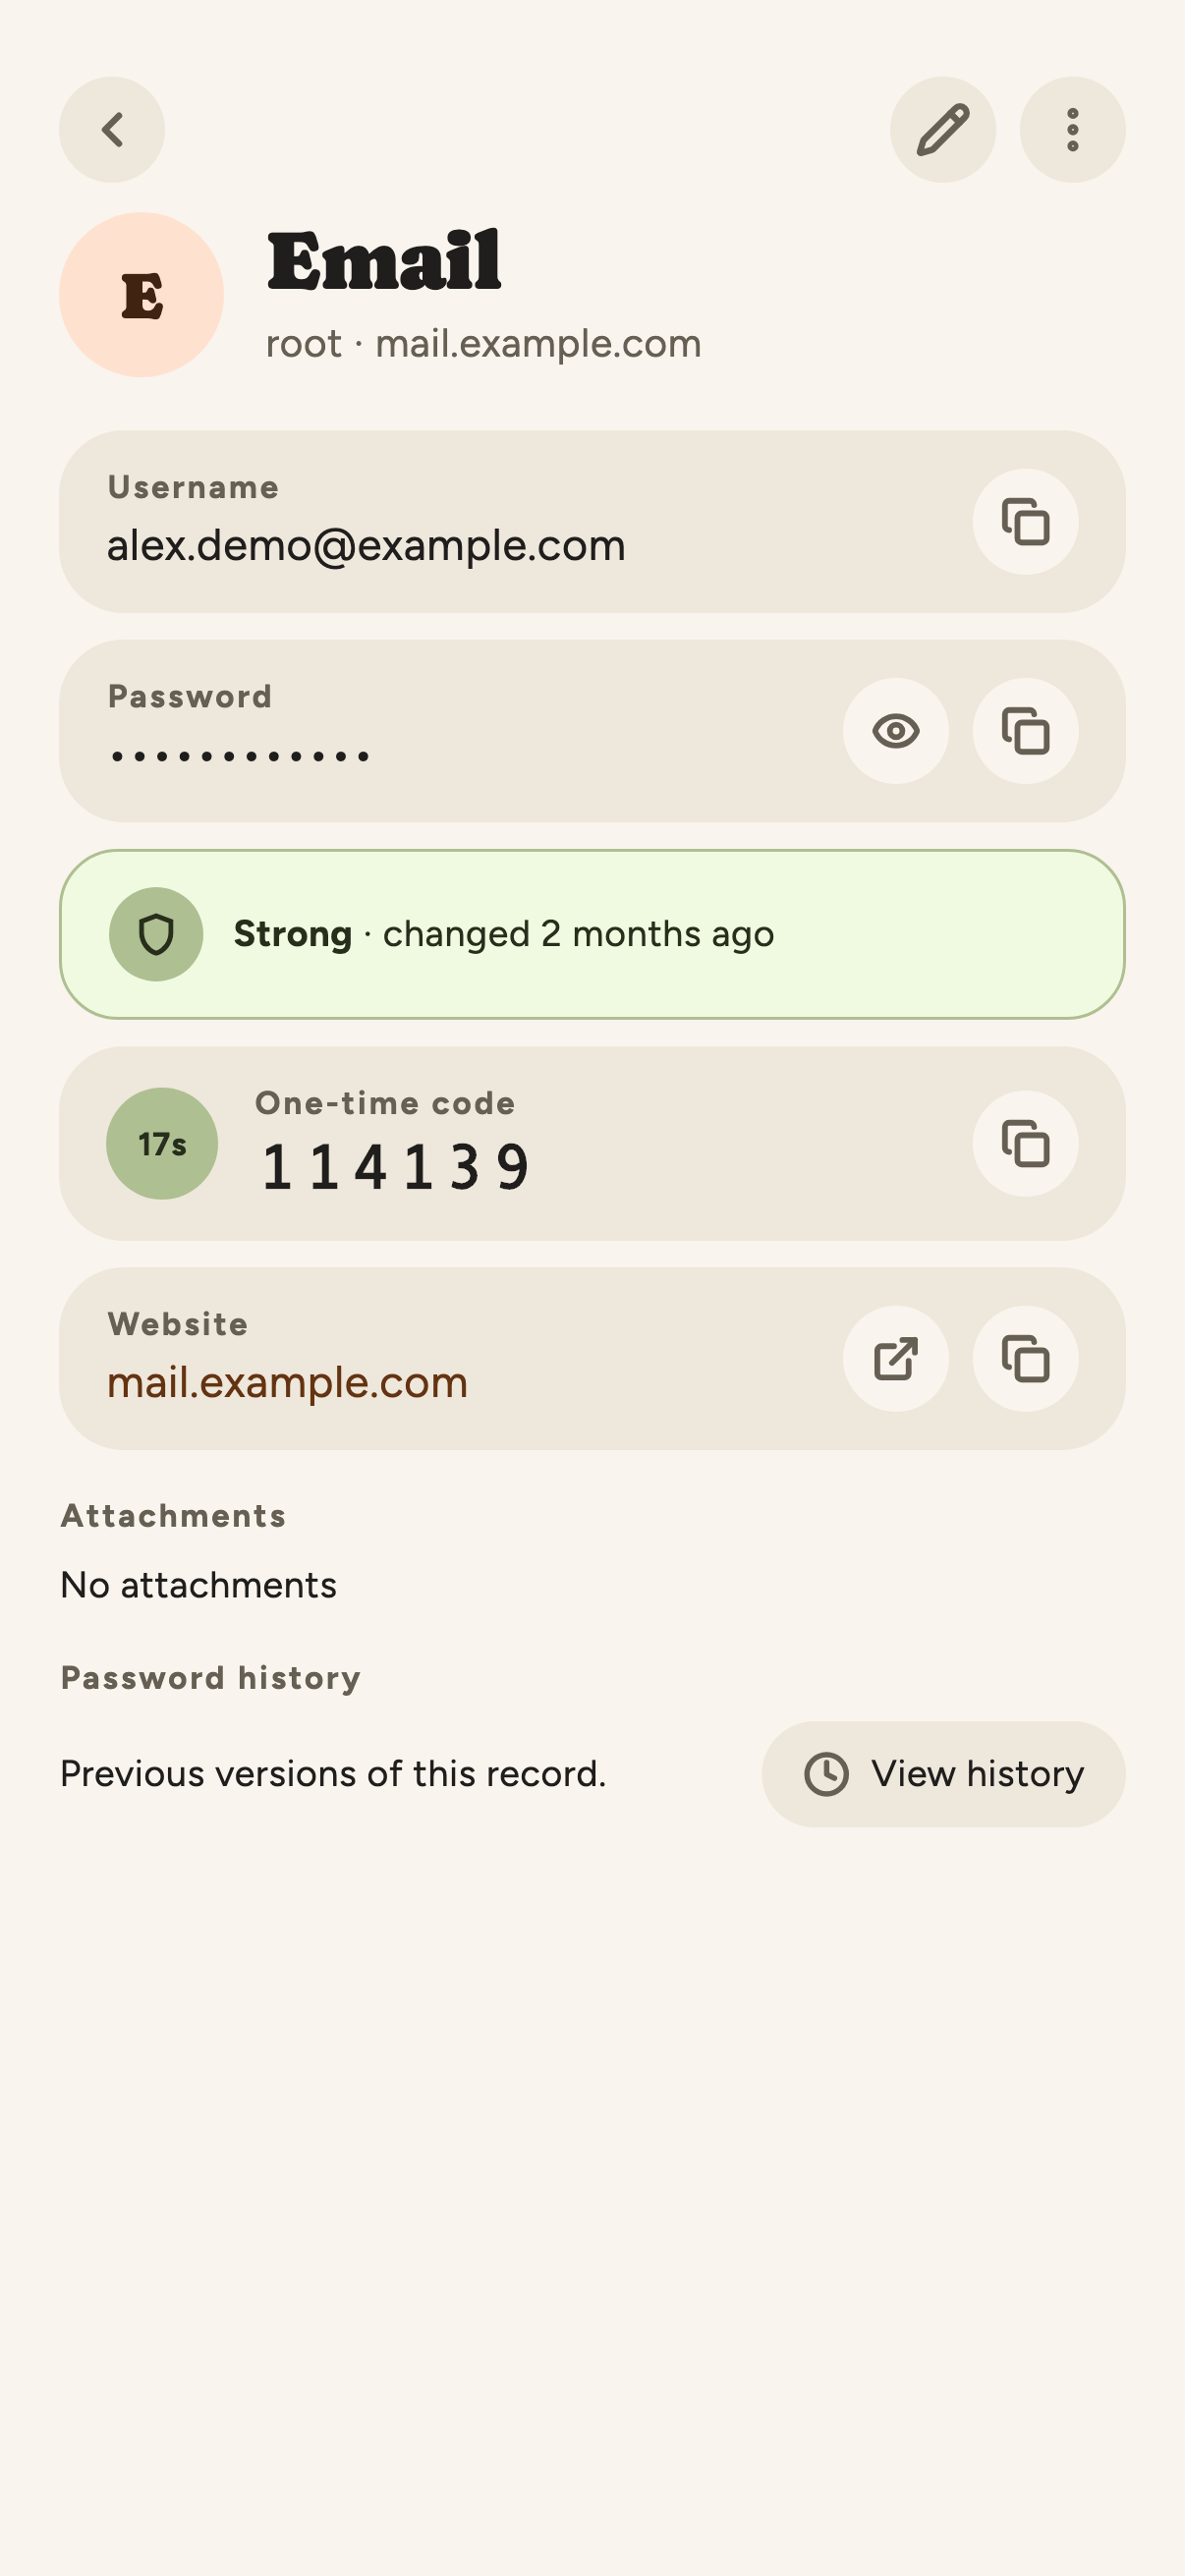 E
Email
root · mail.example.com
Username
alex.demo@example.com
Password
••••••••••••
Strong · changed 2 months ago
17s
One-time code
114139
Website
mail.example.com
Attachments
No attachments
Password history
Previous versions of this record.
View history